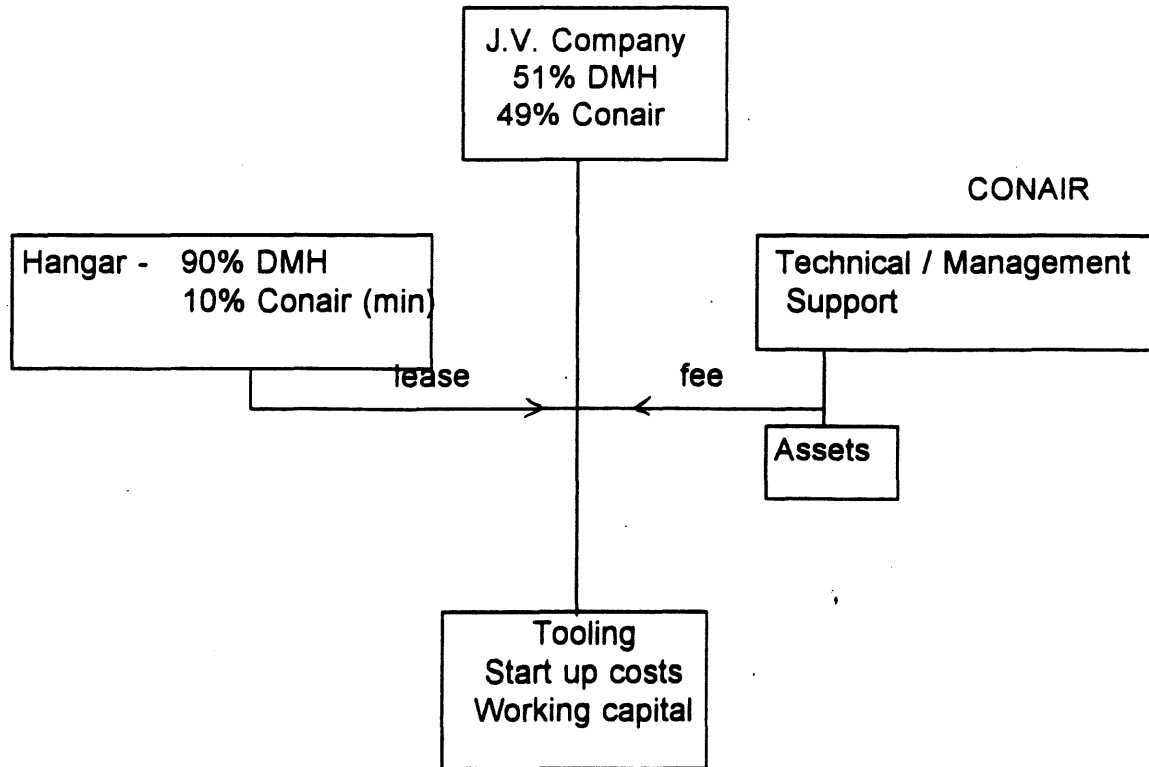 J.V. Company
51% DMH
49% Conair
CONAIR
Hangar - 90% DMH
10% Conair (min)
Technical / Management
Support
lease
fee
Assets
Tooling
Start up costs
Working capital